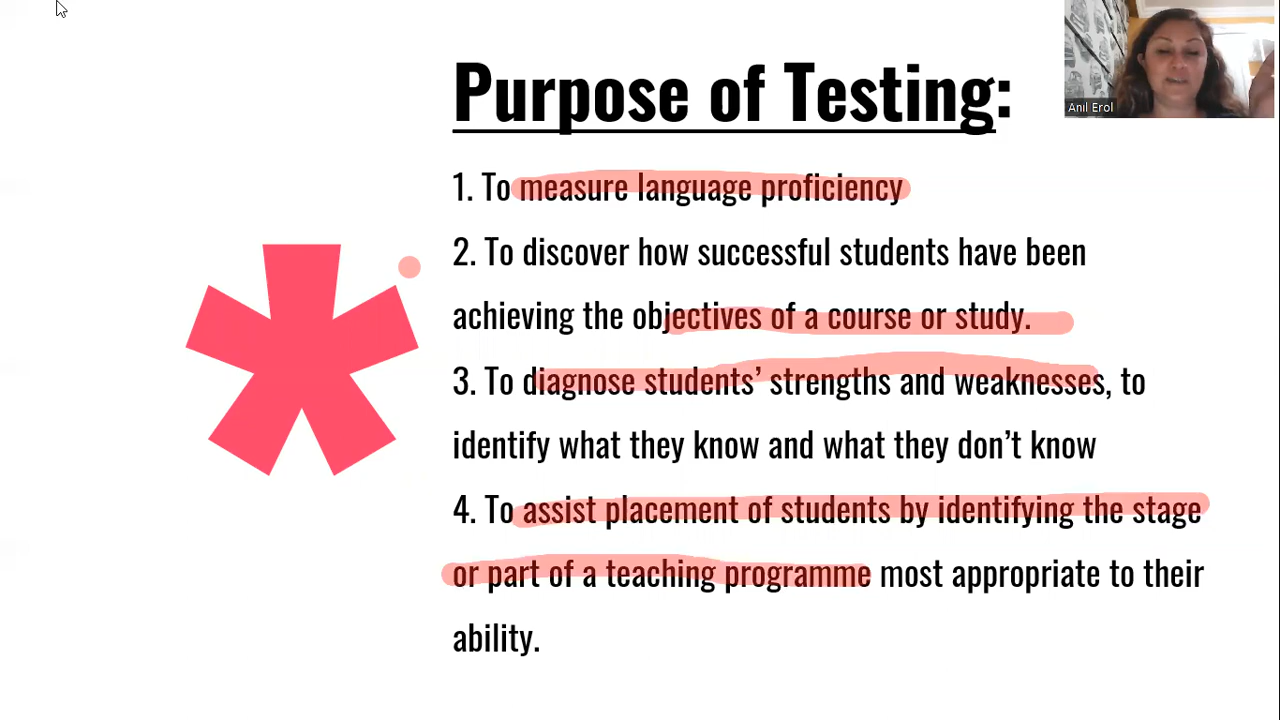 Purpose of Testing:
Anil Erol
1. To measure language proficiency
2. To discover how successful students have been
achieving the objectives of a course or study.
3. To diagnose students’ strengths and weaknesses, to
identify what they know and what they don’t know
4. To assist placement of students by identifying the stage
or part of a teaching programme most appropriate to their
ability.